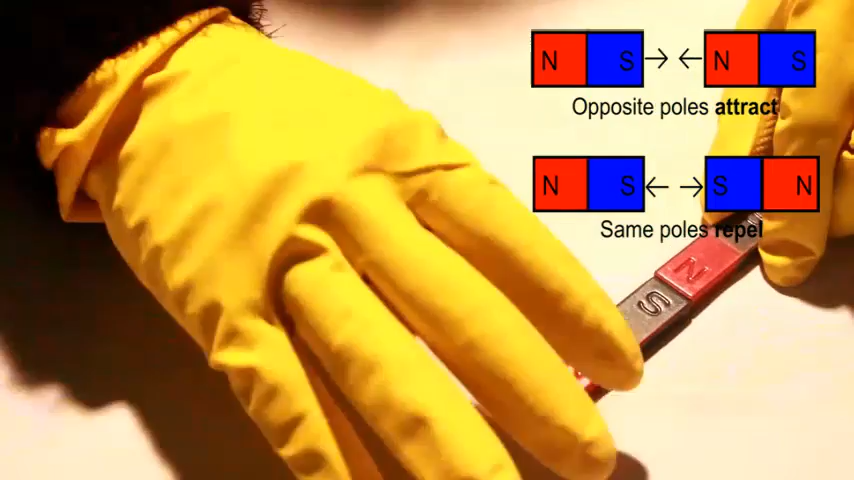 N S → ← N S
Opposite poles attract
N S ← → S N
Same poles repel
N
S